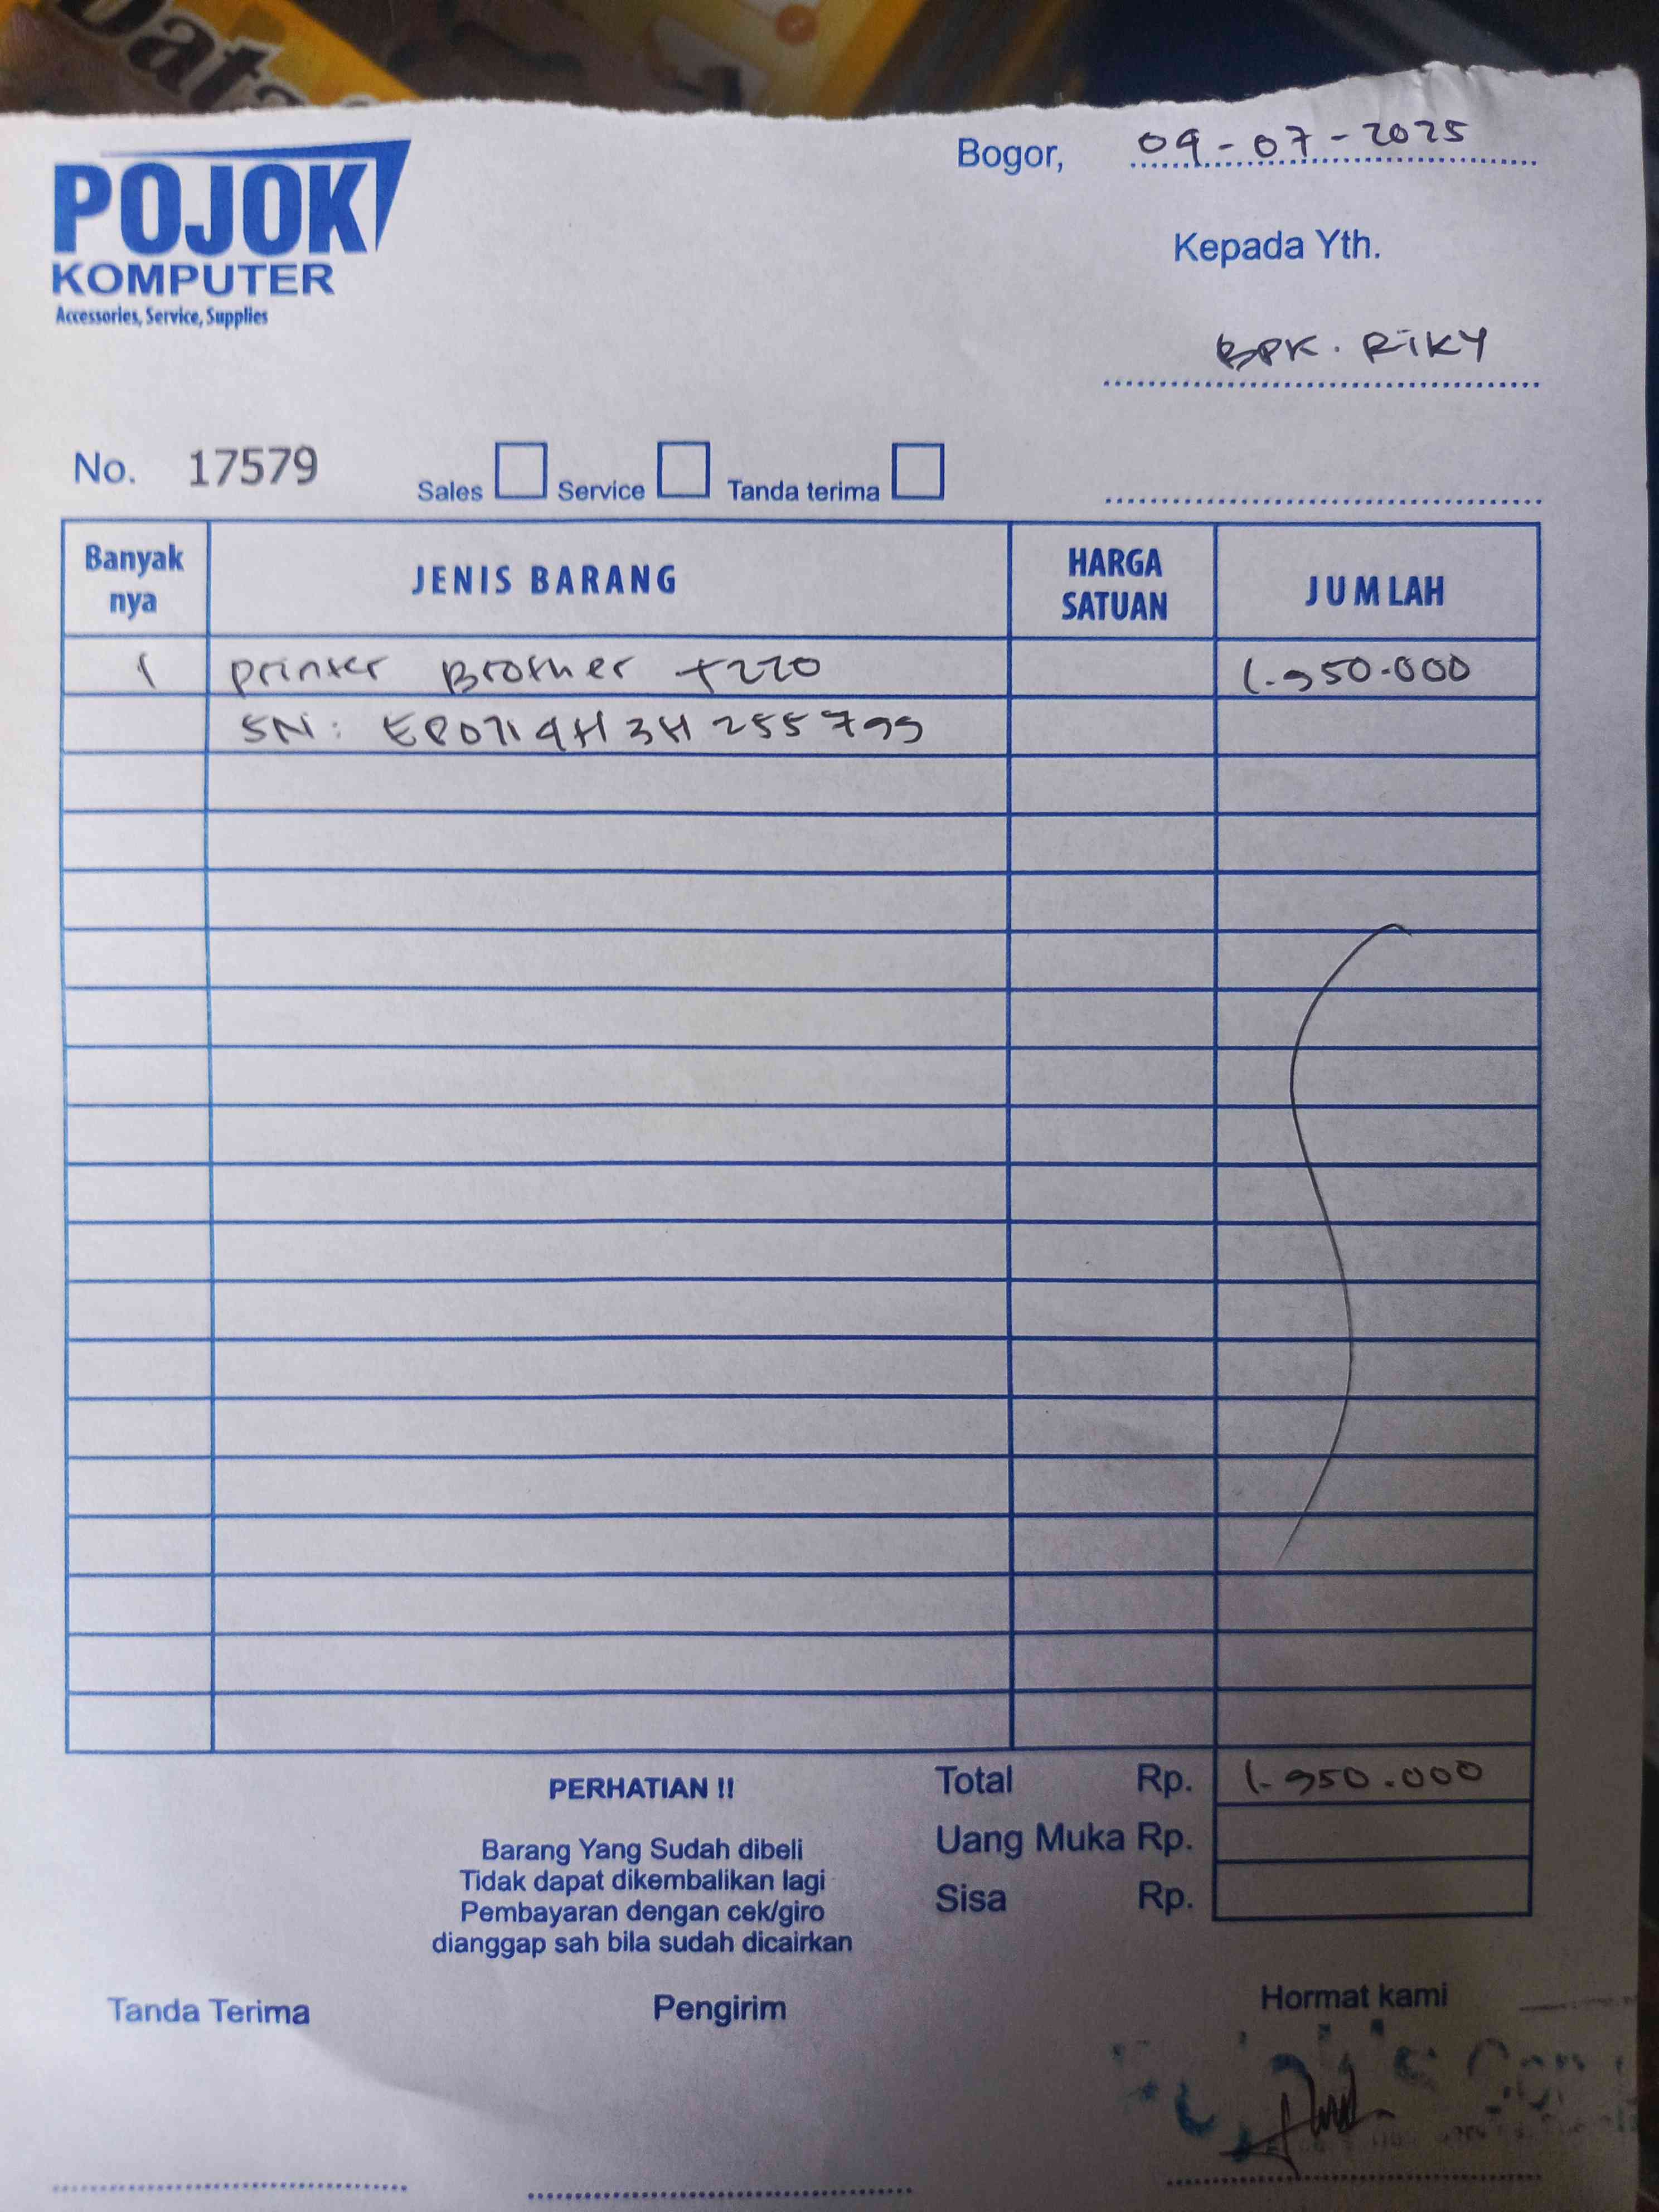 POJOK
KOMPUTER
Accessories, Service, Supplies
Bogor, 09-07-2025
Kepada Yth.
BPK. RIKY
No. 17579 Sales Service Tanda terima
Banyak nya JENIS BARANG HARGA SATUAN JUMLAH
1 Printer Brother T220 1.950.000
SN:
Total Rp. 1.950.000
Uang Muka Rp.
Sisa Rp.
PERHATIAN !!
Barang Yang Sudah dibeli
Tidak dapat dikembalikan lagi
Pembayaran dengan cek/giro
dianggap sah bila sudah dicairkan
Tanda Terima Pengirim Hormat kami